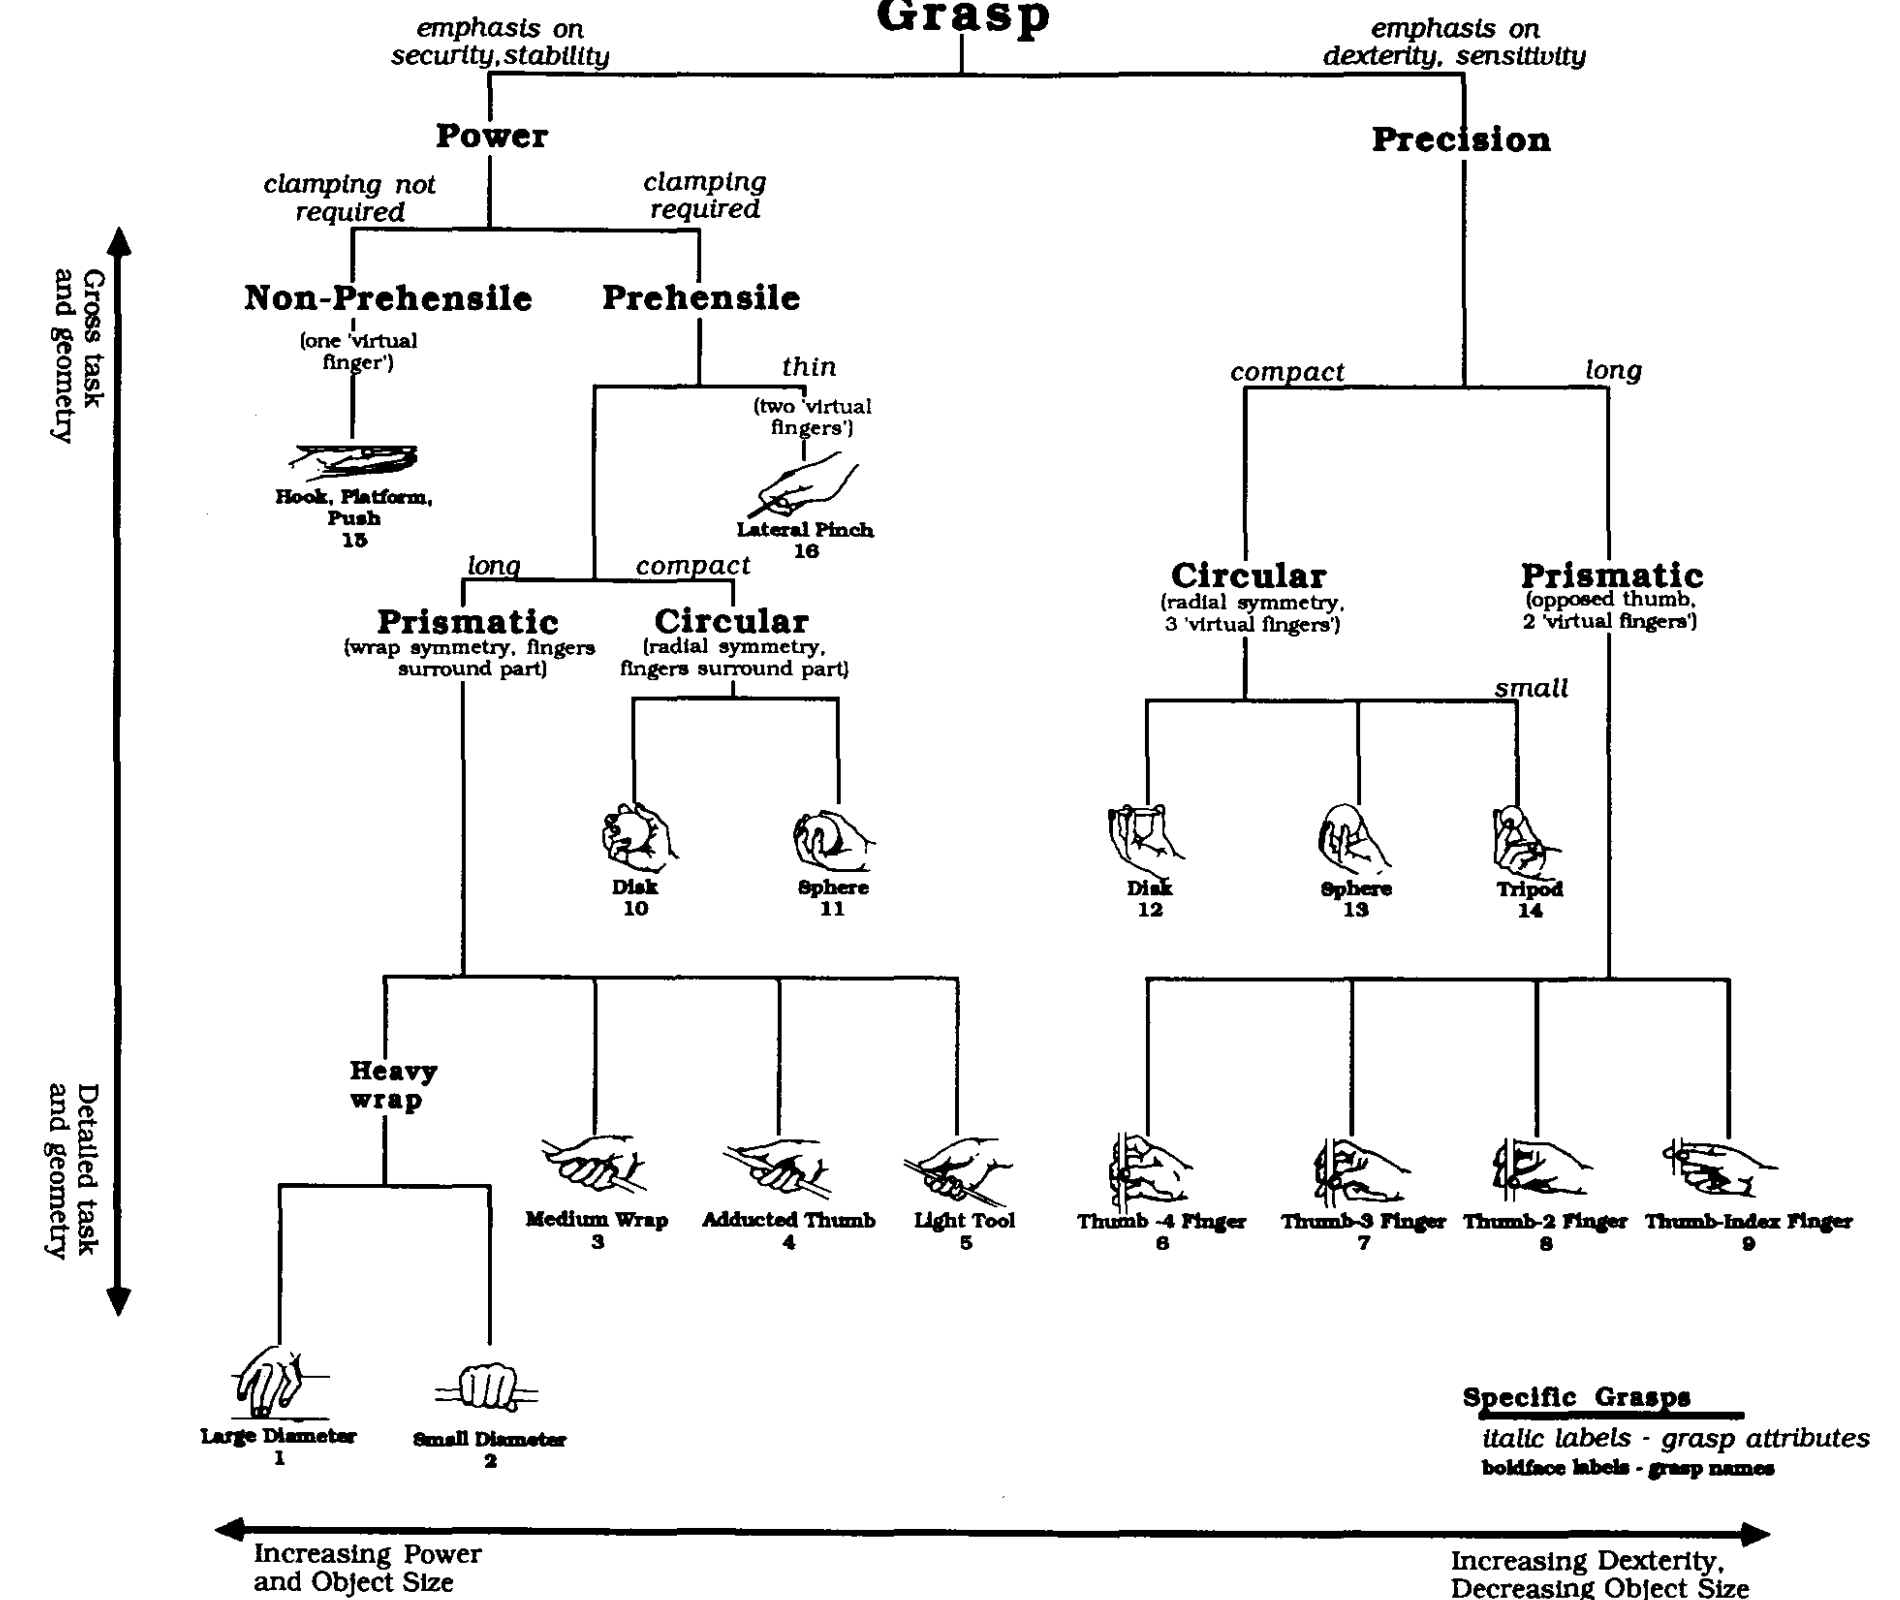 Grasp
emphasis on
security, stability
emphasis on
dexterity, sensitivity
Power
Precision
clamping not
required
clamping
required
Gross task
and geometry
Non-Prehensile
(one 'virtual
finger')
Prehensile
thin
(two 'virtual
fingers')
compact
long
Hook, Platform,
Push
15
Lateral Pinch
16
long
compact
Prismatic
(wrap symmetry, fingers
surround part)
Circular
(radial symmetry,
fingers surround part)
Circular
(radial symmetry,
3 'virtual fingers')
Prismatic
(opposed thumb,
2 'virtual fingers')
small
Disk
10
Sphere
11
Disk
12
Sphere
13
Tripod
14
Detailed task
and geometry
Heavy
wrap
Medium Wrap
3
Adducted Thumb
4
Light Tool
5
Thumb -4 Finger
6
Thumb-3 Finger
7
Thumb-2 Finger
8
Thumb-Index Finger
9
Large Diameter
1
Small Diameter
2
Specific Grasps
italic labels - grasp attributes
boldface labels - grasp names
Increasing Power
and Object Size
Increasing Dexterity,
Decreasing Object Size